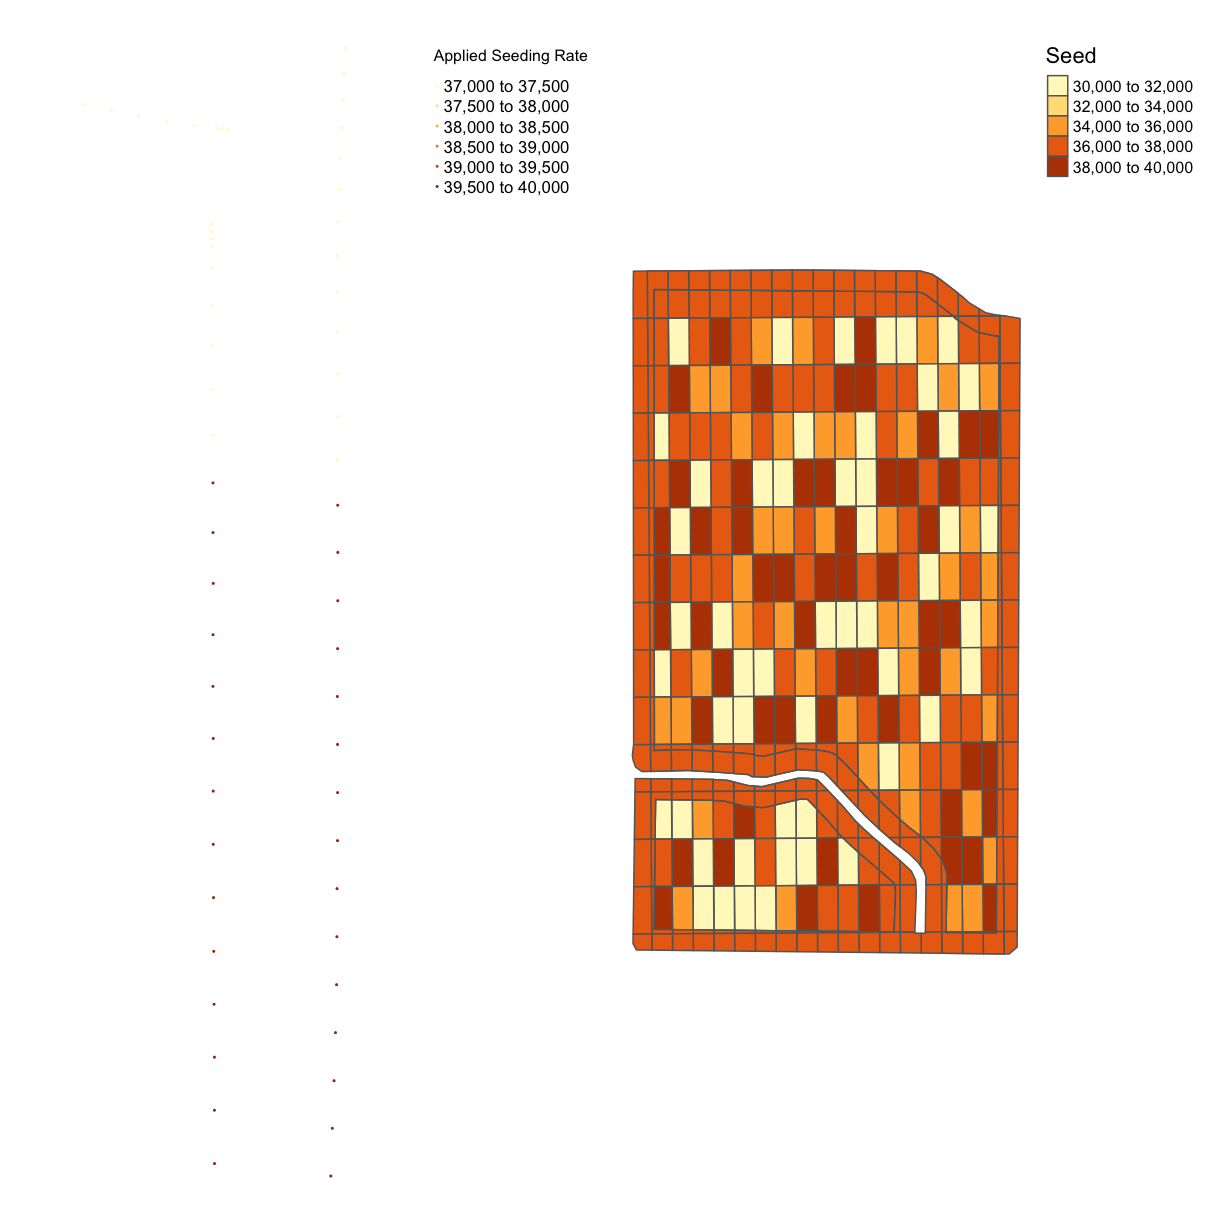 Applied Seeding Rate
37,000 to 37,500
37,500 to 38,000
38,000 to 38,500
38,500 to 39,000
39,000 to 39,500
39,500 to 40,000
Seed
30,000 to 32,000
32,000 to 34,000
34,000 to 36,000
36,000 to 38,000
38,000 to 40,000